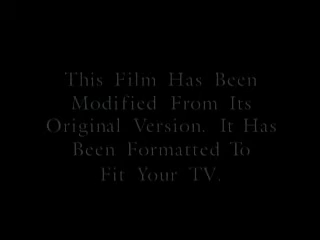 This Film Has Been
Modified From Its
Original Version. It Has
Been Formatted To
Fit Your TV.